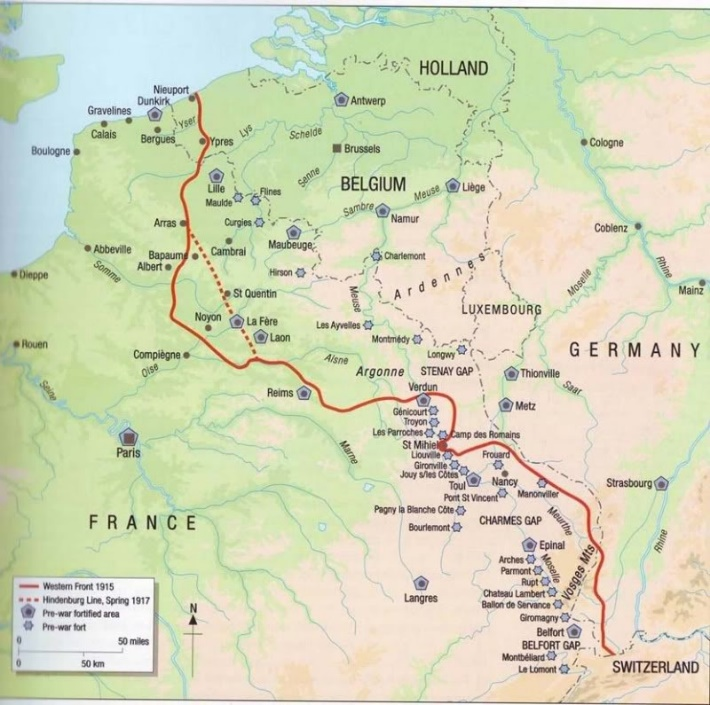 HOLLAND
Nieuport
Gravelines
Dunkirk
Antwerp
Calais
Bergues
Yser
Ypres
Lys
Schelde
Cologne
Boulogne
Brussels
Senne
BELGIUM
Lille
Flines
Maulde
Meuse
Liège
Sambre
Namur
Arras
Curgies
Maubeuge
Coblenz
Abbeville
Bapaume
Cambrai
Charlemont
Albert
Hirson
Ardennes
Rhine
Moselle
Dieppe
Somme
Mainz
St Quentin
Meuse
LUXEMBOURG
Noyon
La Fère
Les Ayvelles
Rouen
Laon
Montmédy
Longwy
GERMANY
Compiègne
Oise
Aisne
Argonne
STENAY GAP
Thionville
Saar
Seine
Reims
Verdun
Metz
Génicourt
Troyon
Les Parroches
Camp des Romains
St Mihiel
Paris
Marne
Liouville
Frouard
Gironville
Jouy s/les Côtes
Toul
Nancy
Strasbourg
Pont St Vincent
Manonviller
Pagny la Blanche Côte
Meurthe
FRANCE
Bourlemont
CHARMES GAP
Rhine
Epinal
Arches
Moselle
Parmont
Vosges Mts
Rupt
Langres
Chateau Lambert
Ballon de Servance
Giromagny
Belfort
BELFORT GAP
Montbéliard
SWITZERLAND
Le Lomont
Western Front 1915
Hindenburg Line, Spring 1917
Pre-war fortified area
Pre-war fort
0 50 miles
0 50 km
N